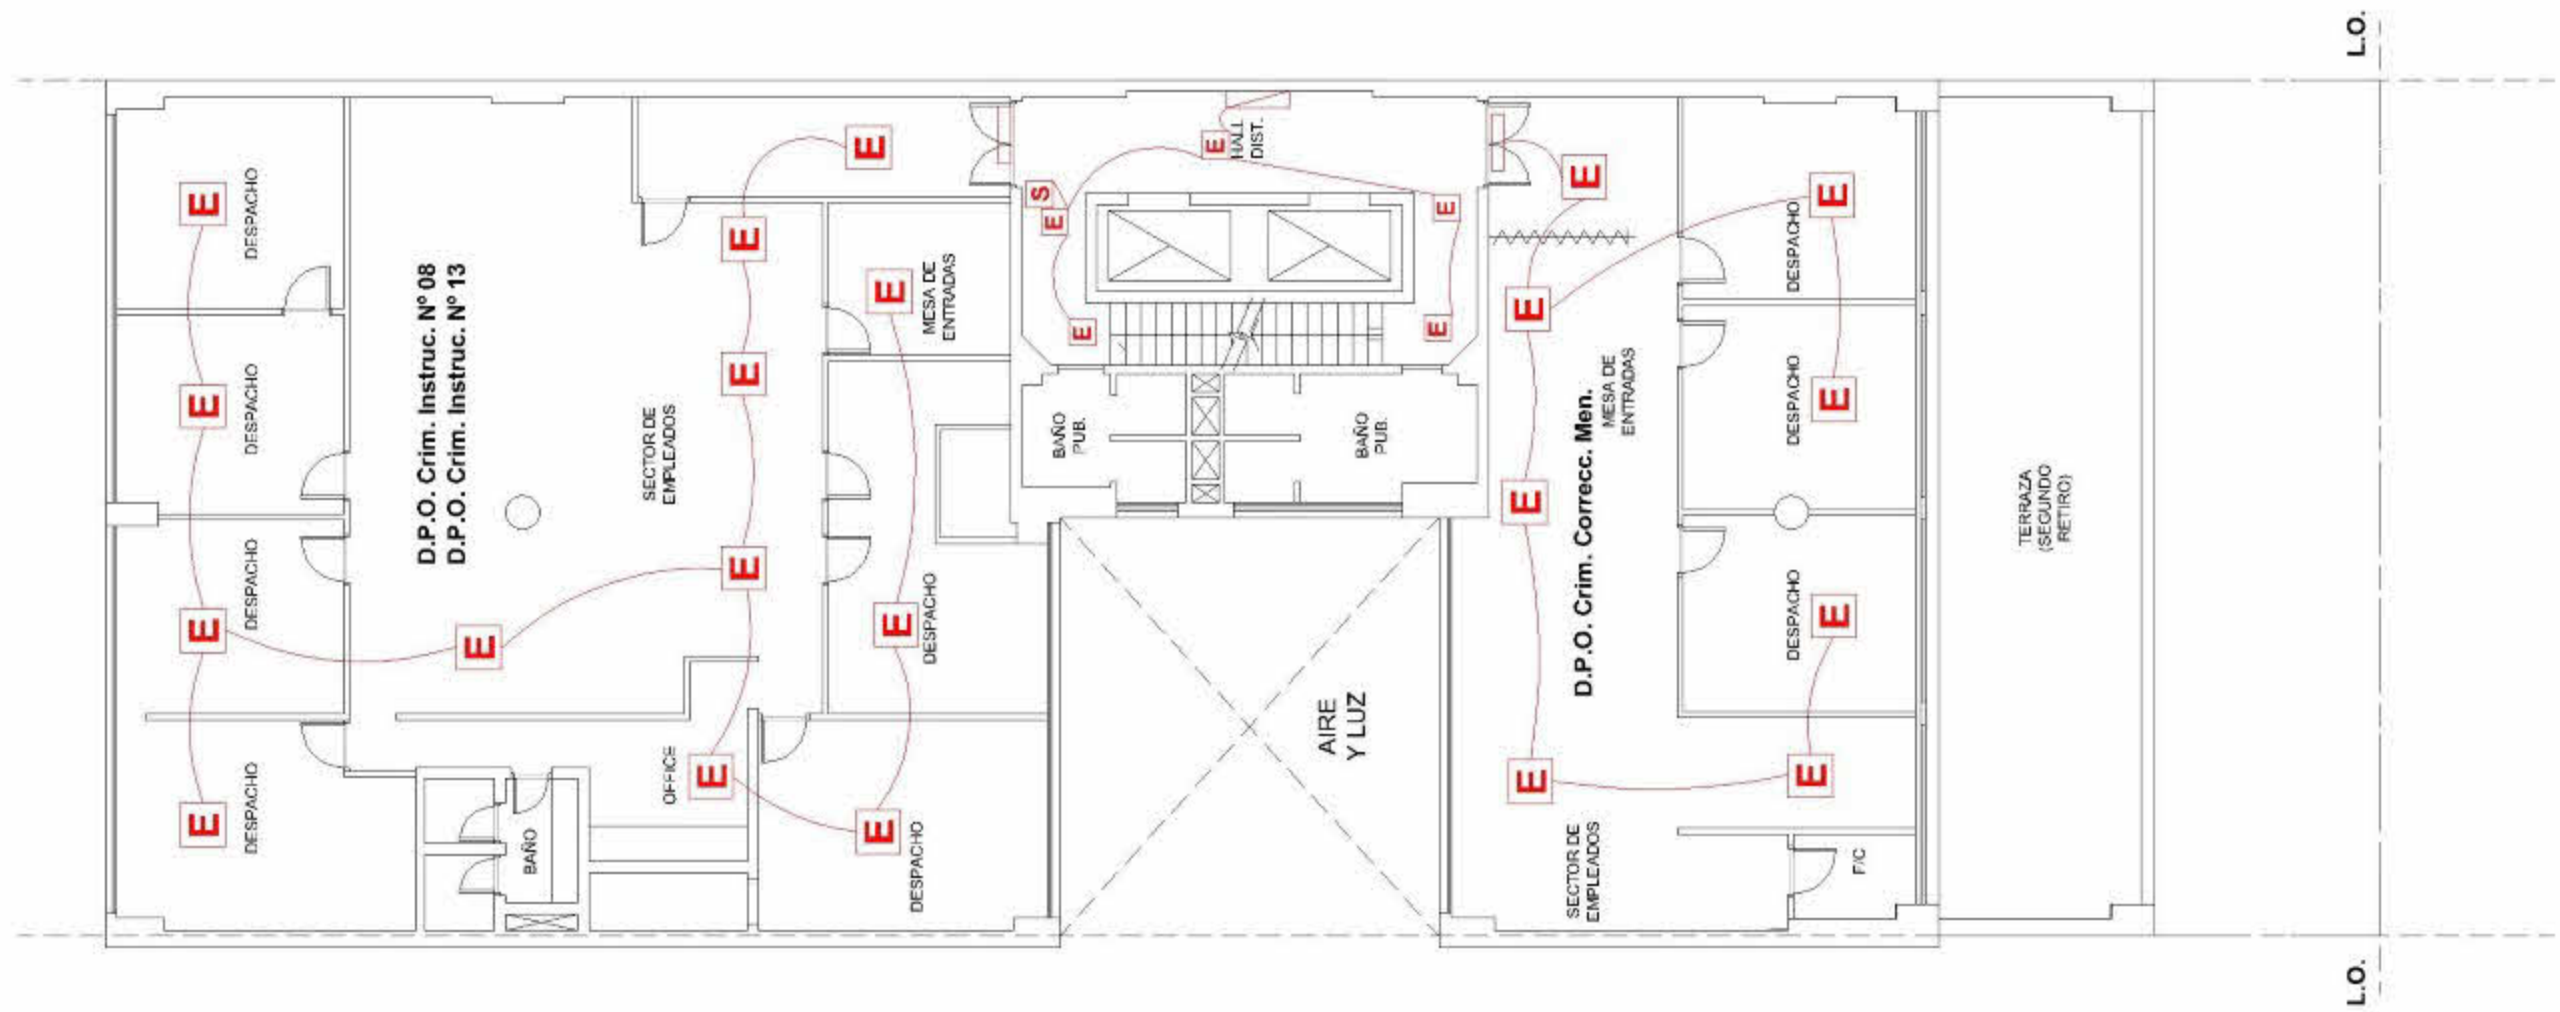 L.O.
E
DESPACHO
E
DESPACHO
E
DESPACHO
E
DESPACHO
D.P.O. Crim. Instruc. Nº 08
D.P.O. Crim. Instruc. Nº 13
E
SECTOR DE
EMPLEADOS
E
E
E
E
E
OFFICE
BAÑO
E
MESA DE
ENTRADAS
E
DESPACHO
E
DESPACHO
S
E
E
E
HALL
DIST.
E
E
BAÑO
PUB.
BAÑO
PUB.
AIRE
Y LUZ
E
E
E
E
D.P.O. Crim. Correcc. Men.
MESA DE
ENTRADAS
SECTOR DE
EMPLEADOS
E
DESPACHO
E
DESPACHO
E
DESPACHO
E
F/C
TERRAZA
(SEGUNDO
RETIRO)
L.O.